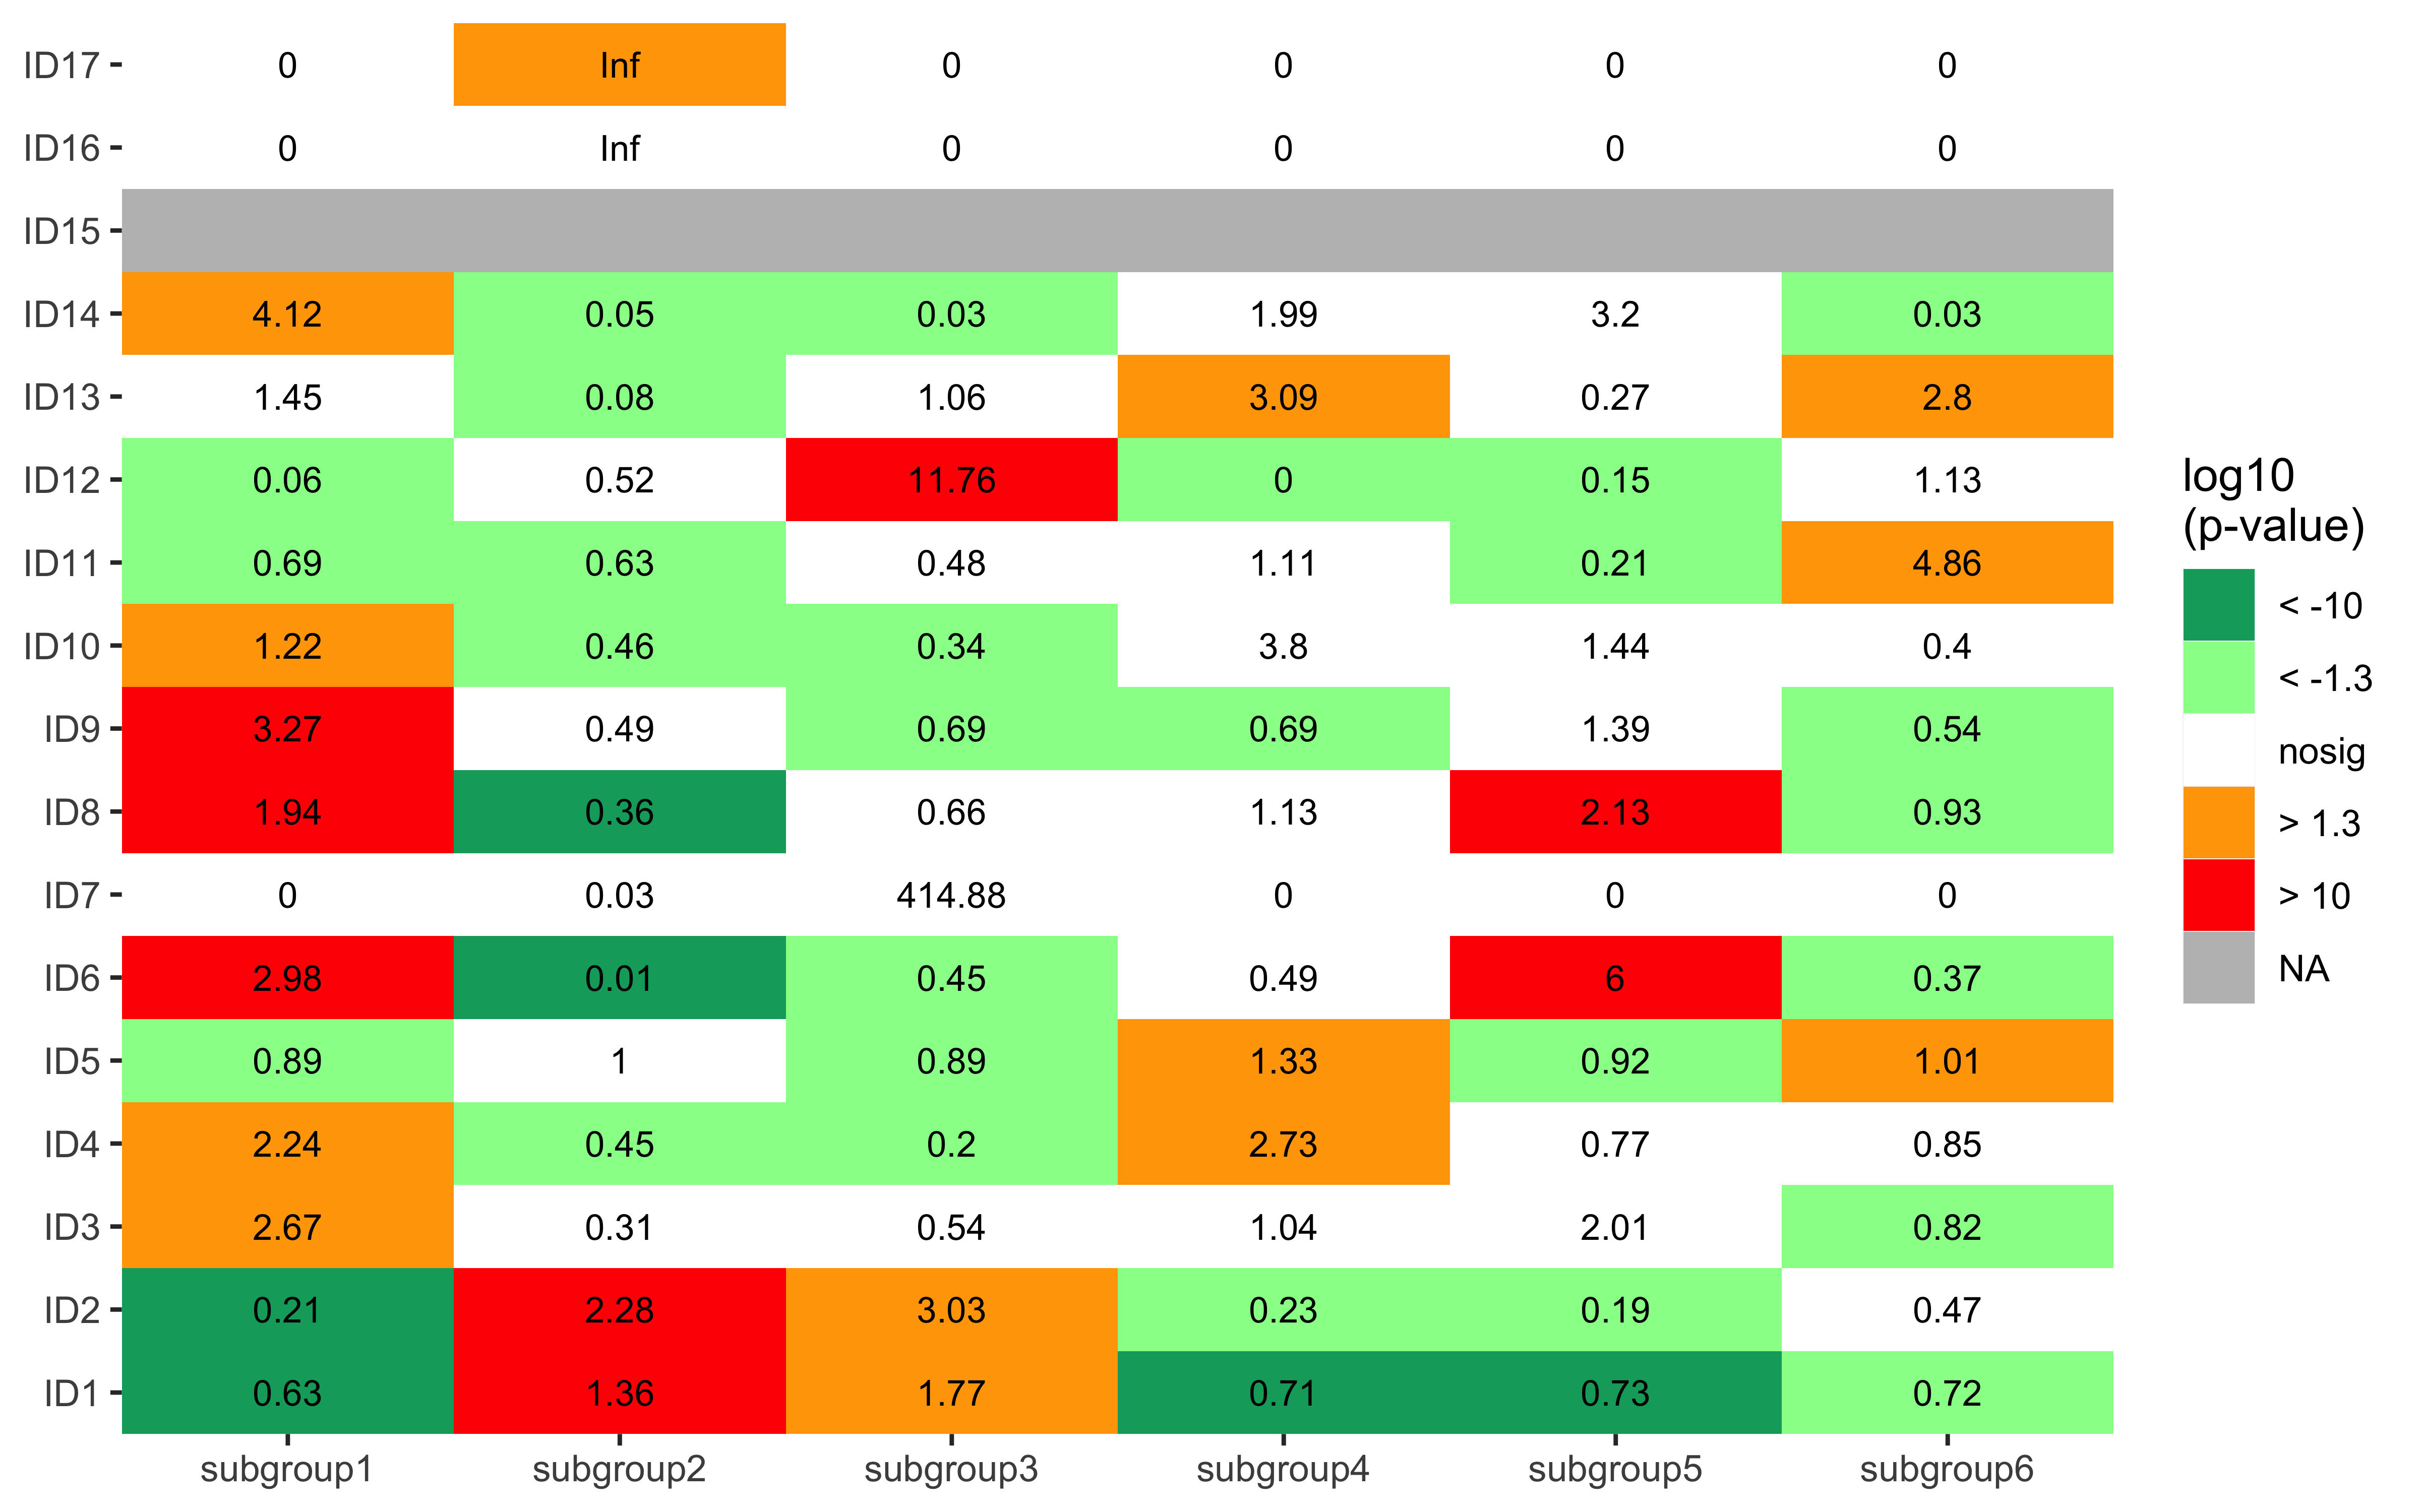 ID17 0 Inf 0 0 0 0
ID16 0 Inf 0 0 0 0
ID15
ID14 4.12 0.05 0.03 1.99 3.2 0.03
ID13 1.45 0.08 1.06 3.09 0.27 2.8
ID12 0.06 0.52 11.76 0 0.15 1.13
ID11 0.69 0.63 0.48 1.11 0.21 4.86
ID10 1.22 0.46 0.34 3.8 1.44 0.4
ID9 3.27 0.49 0.69 0.69 1.39 0.54
ID8 1.94 0.36 0.66 1.13 2.13 0.93
ID7 0 0.03 414.88 0 0 0
ID6 2.98 0.01 0.45 0.49 6 0.37
ID5 0.89 1 0.89 1.33 0.92 1.01
ID4 2.24 0.45 0.2 2.73 0.77 0.85
ID3 2.67 0.31 0.54 1.04 2.01 0.82
ID2 0.21 2.28 3.03 0.23 0.19 0.47
ID1 0.63 1.36 1.77 0.71 0.73 0.72
subgroup1 subgroup2 subgroup3 subgroup4 subgroup5 subgroup6
log10
(p-value)
< -10
< -1.3
nosig
> 1.3
> 10
NA